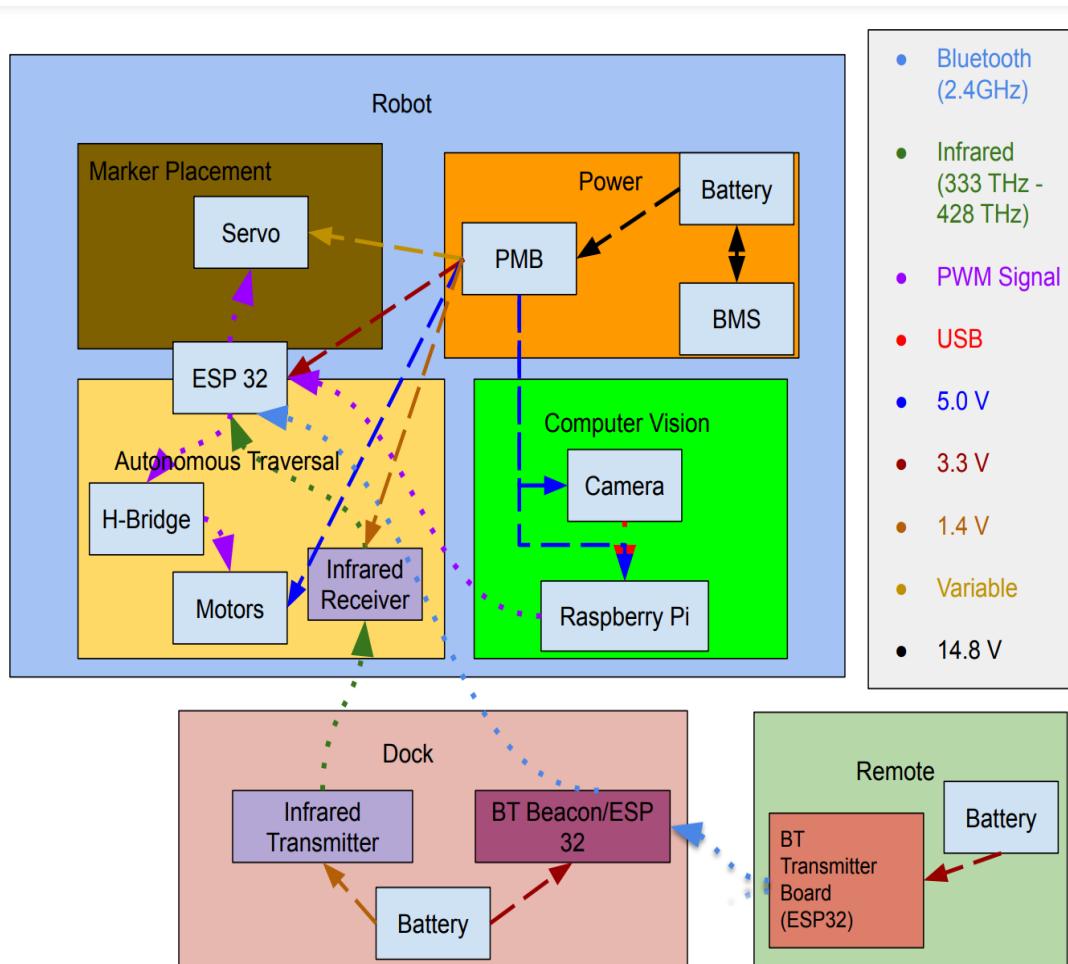 Robot
Marker Placement
Servo
Power
Battery
PMB
BMS
ESP 32
Autonomous Traversal
H-Bridge
Motors
Infrared
Receiver
Computer Vision
Camera
Raspberry Pi
Bluetooth
(2.4GHz)
Infrared
(333 THz -
428 THz)
PWM Signal
USB
5.0 V
3.3 V
1.4 V
Variable
14.8 V
Dock
Infrared
Transmitter
BT Beacon/ESP
32
Battery
Remote
Battery
BT
Transmitter
Board
(ESP32)